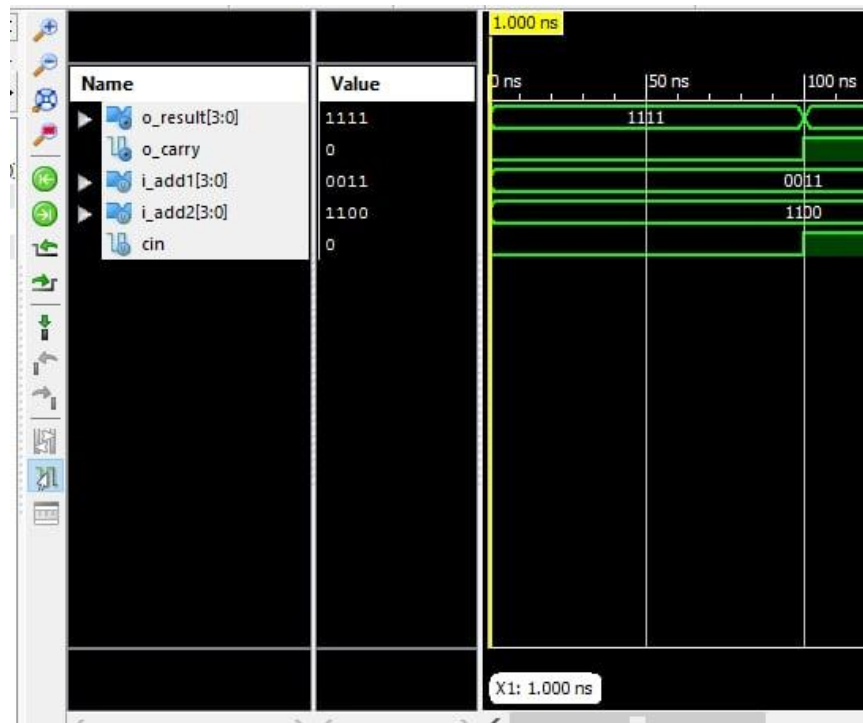 1.000 ns
Name
Value
0 ns
50 ns
100 ns
o_result[3:0]
1111
1111
o_carry
0
i_add1[3:0]
0011
0011
i_add2[3:0]
1100
1100
cin
0
X1: 1.000 ns